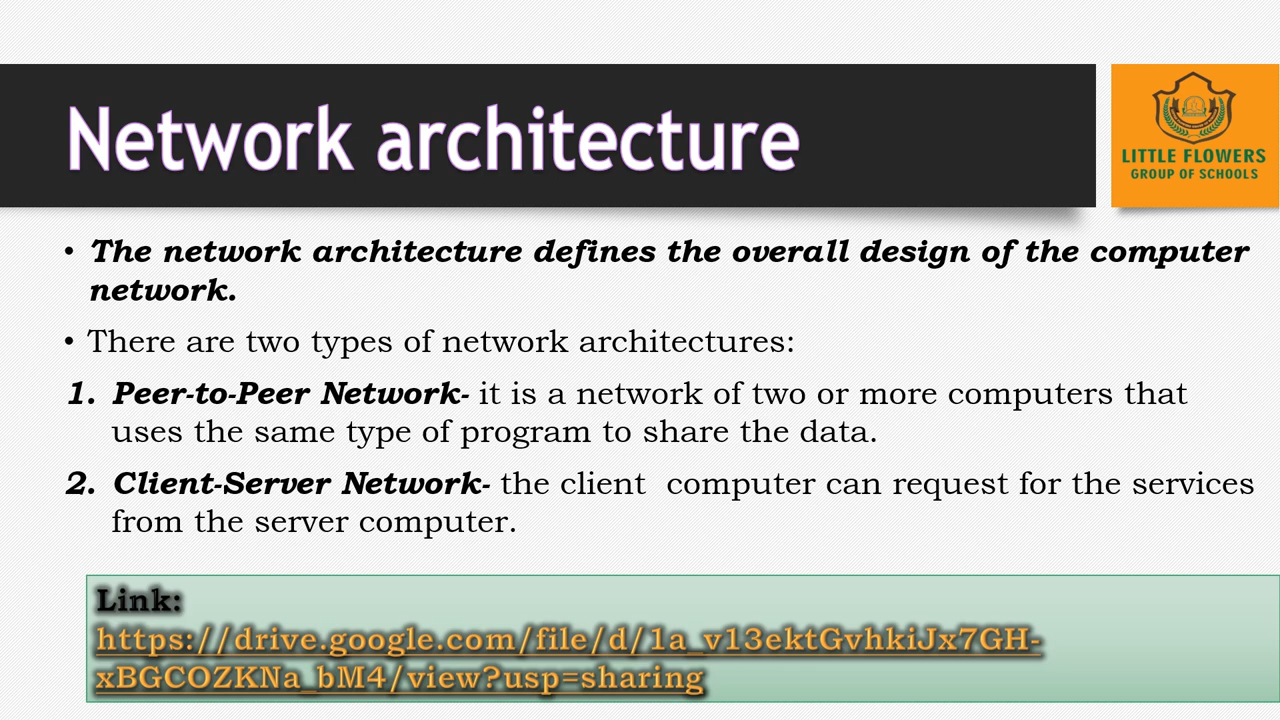 Network architecture
LITTLE FLOWERS
GROUP OF SCHOOLS
• The network architecture defines the overall design of the computer
network.
• There are two types of network architectures:
1. Peer-to-Peer Network- it is a network of two or more computers that
uses the same type of program to share the data.
2. Client-Server Network- the client  computer can request for the services
from the server computer.
Link:
https://drive.google.com/file/d/1a_v13ektGvhkiJx7GH-
xBGCOZKNa_bM4/view?usp=sharing